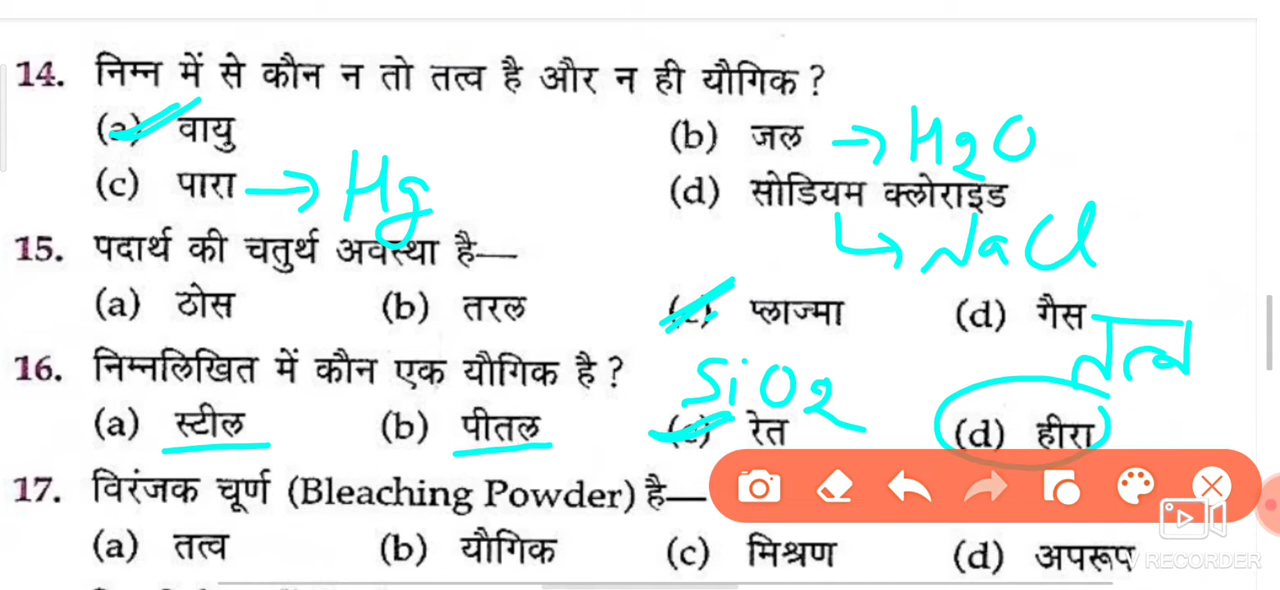 14. निम्न में से कौन न तो तत्व है और न ही यौगिक ?
(a) वायु (b) जल → H2O
(c) पारा → Hg (d) सोडियम क्लोराइड
↳ NaCl
15. पदार्थ की चतुर्थ अवस्था है—
(a) ठोस (b) तरल (c) प्लाज्मा (d) गैस
तत्व
16. निम्नलिखित में कौन एक यौगिक है ?
SiO2
(a) स्टील (b) पीतल (c) रेत (d) हीरा
17. विरंजक चूर्ण (Bleaching Powder) है—
(a) तत्व (b) यौगिक (c) मिश्रण (d) अपरूप
RECORDER